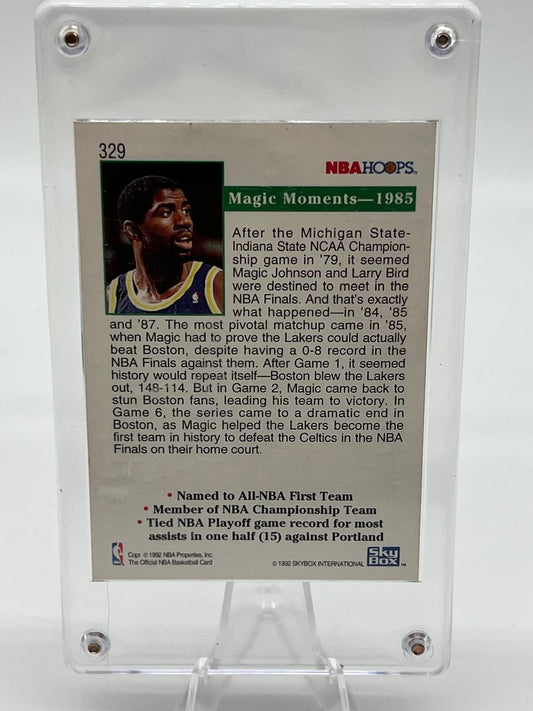 329
NBA HOOPS™
Magic Moments—1985
After the Michigan State-
Indiana State NCAA Champion-
ship game in '79, it seemed
Magic Johnson and Larry Bird
were destined to meet in the
NBA Finals. And that's exactly
what happened—in '84, '85
and '87. The most pivotal matchup came in '85,
when Magic had to prove the Lakers could actually
beat Boston, despite having a 0-8 record in the
NBA Finals against them. After Game 1, it seemed
history would repeat itself—Boston blew the Lakers
out, 148-114. But in Game 2, Magic came back to
stun Boston fans, leading his team to victory. In
Game 6, the series came to a dramatic end in
Boston, as Magic helped the Lakers become the
first team in history to defeat the Celtics in the NBA
Finals on their home court.
• Named to All-NBA First Team
• Member of NBA Championship Team
• Tied NBA Playoff game record for most
assists in one half (15) against Portland
Copr. © 1992 NBA Properties, Inc.
The Official NBA Basketball Card
© 1992 SKYBOX INTERNATIONAL
SkyBox™